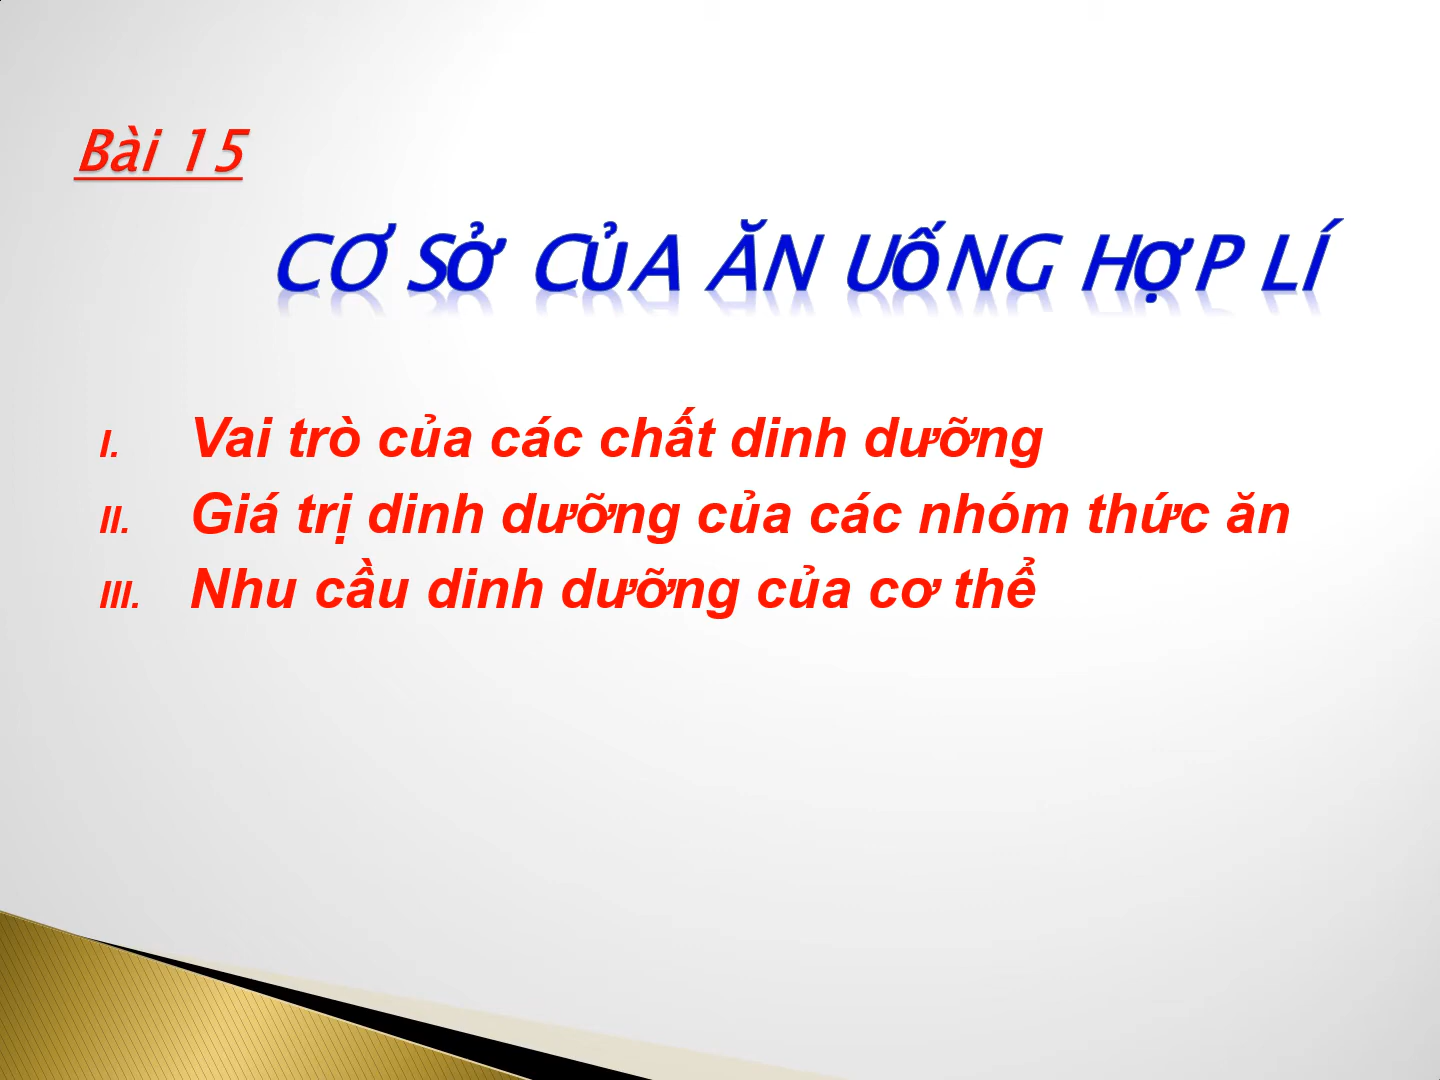 Bài 15
CƠ SỞ CỦA ĂN UỐNG HỢP LÍ
I. Vai trò của các chất dinh dưỡng
II. Giá trị dinh dưỡng của các nhóm thức ăn
III. Nhu cầu dinh dưỡng của cơ thể